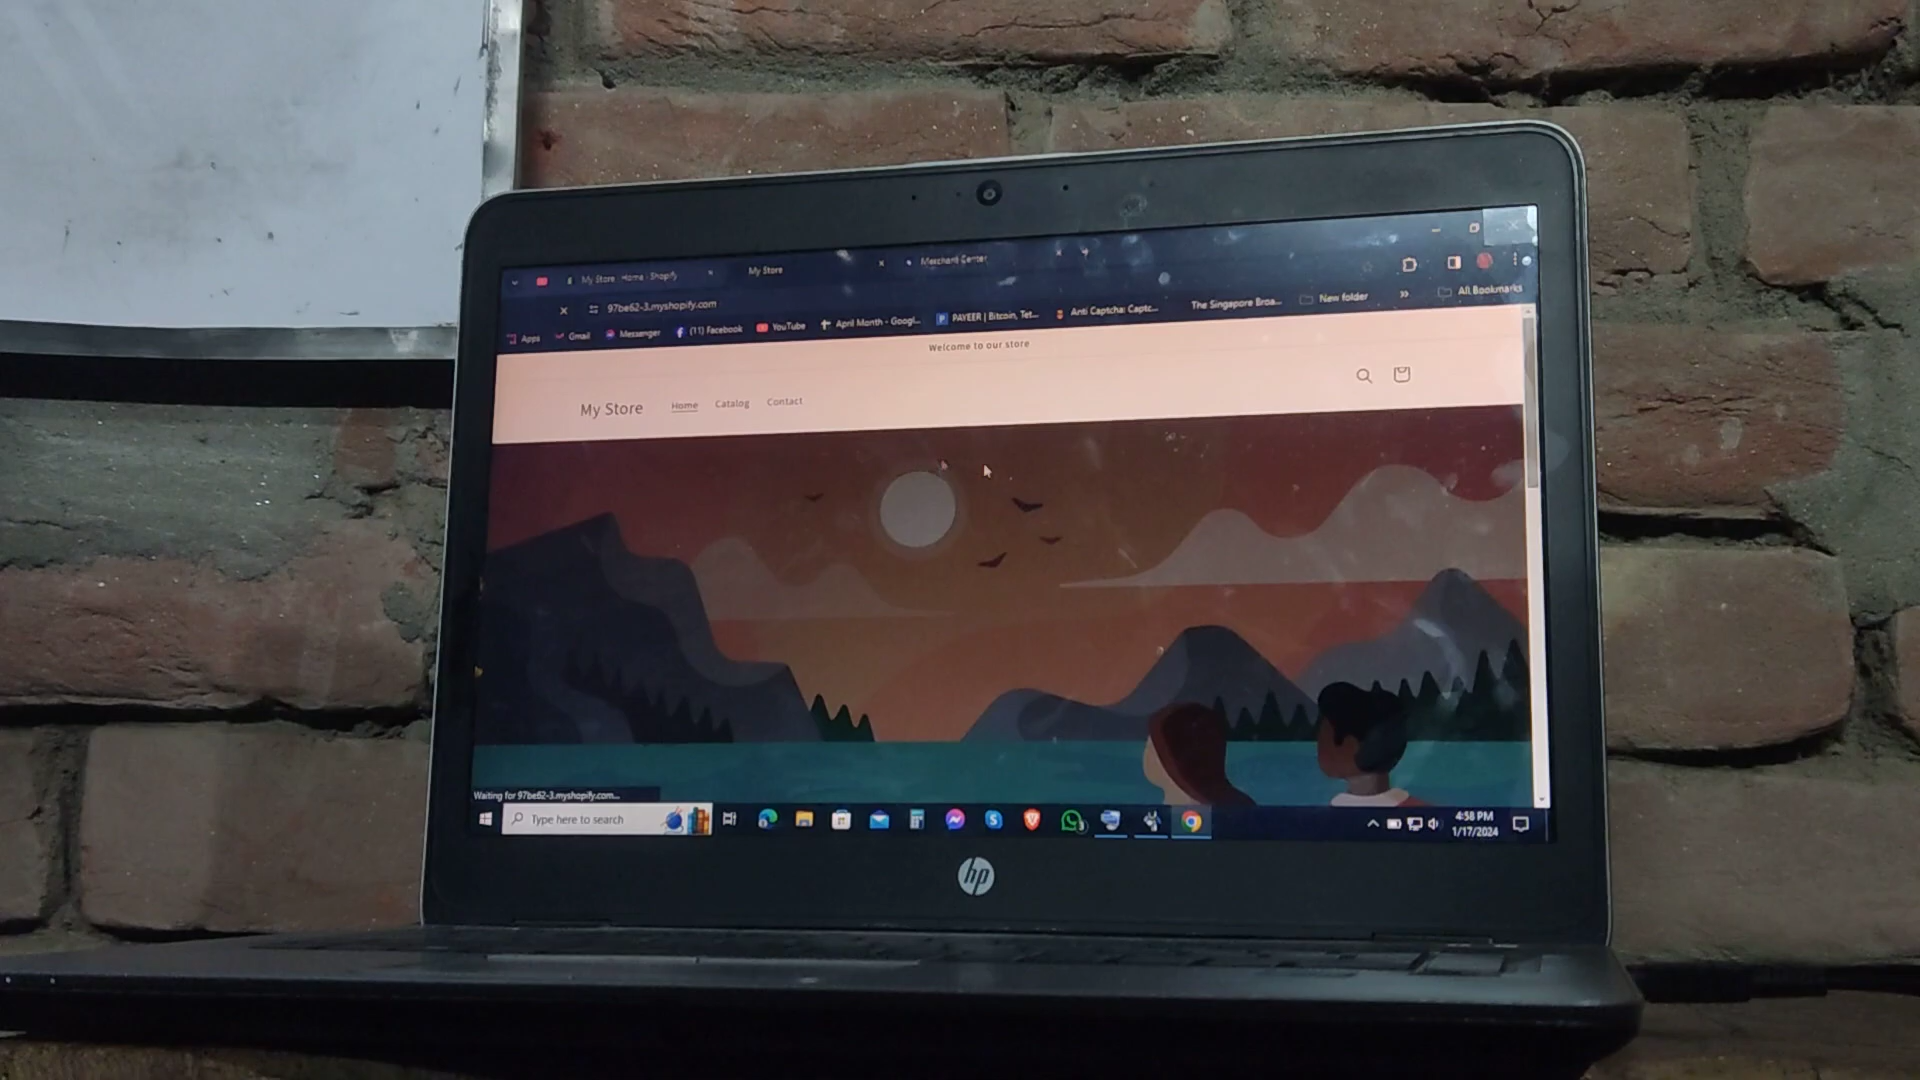 My Store · Home · Shopify
My Store
Merchant Center
97be62-3.myshopify.com
Apps
Gmail
Messenger
(11) Facebook
YouTube
April Month - Googl...
PAYEER | Bitcoin, Tet...
Anti Captcha: Captc...
The Singapore Broa...
New folder
All Bookmarks
Welcome to our store
My Store
Home
Catalog
Contact
Waiting for 97be62-3.myshopify.com...
Type here to search
4:58 PM
1/17/2024
hp